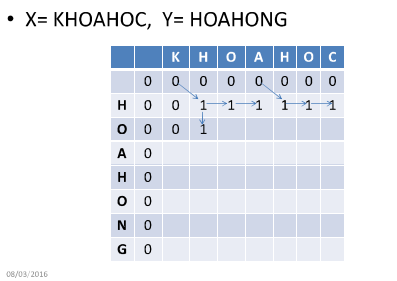 • X= KHOAHOC, Y= HOAHONG
K H O A H O C
0 0 0 0 0 0 0 0
H 0 0 1 1 1 1 1 1
O 0 0 1
A 0
H 0
O 0
N 0
G 0
08/03/2016